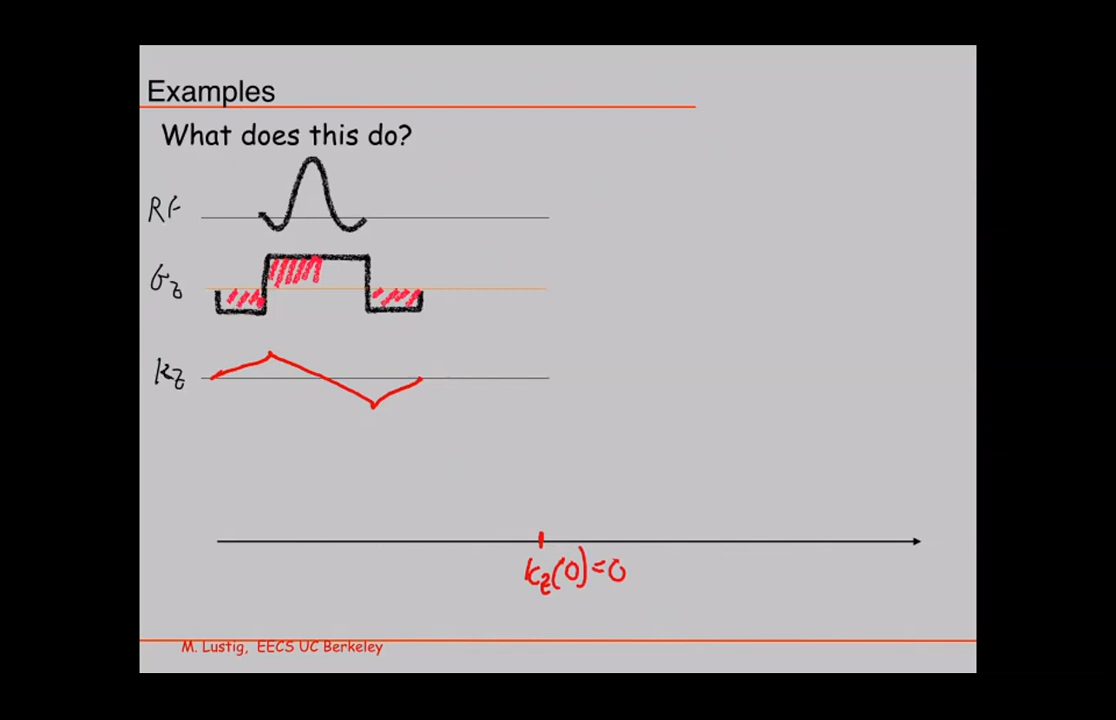 Examples
What does this do?
RF
Gz
kz
kz(0)=0
M. Lustig, EECS UC Berkeley